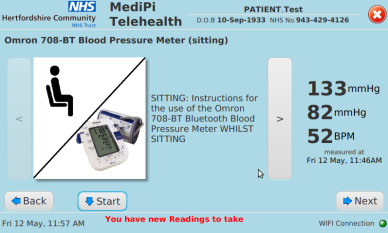 NHS
Hertfordshire Community
NHS Trust
MediPi
Telehealth
PATIENT.Test
D.O.B 10-Sep-1933 NHS No.943-429-4126
Omron 708-BT Blood Pressure Meter (sitting)
<
SITTING: Instructions for
the use of the Omron
708-BT Bluetooth Blood
Pressure Meter WHILST
SITTING
>
133mmHg
82mmHg
52BPM
measured at
Fri 12 May, 11:46AM
Back
Start
Next
Fri 12 May, 11:57 AM
You have new Readings to take
WIFI Connection